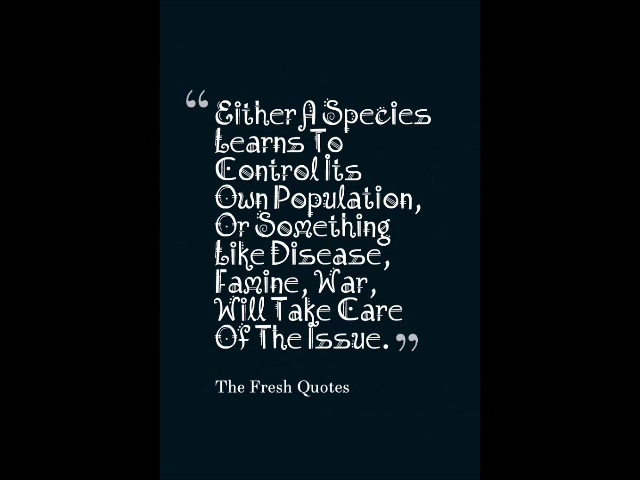 “Either A Species
Learns To
Control Its
Own Population,
Or Something
Like Disease,
Famine, War,
Will Take Care
Of The Issue.”
The Fresh Quotes